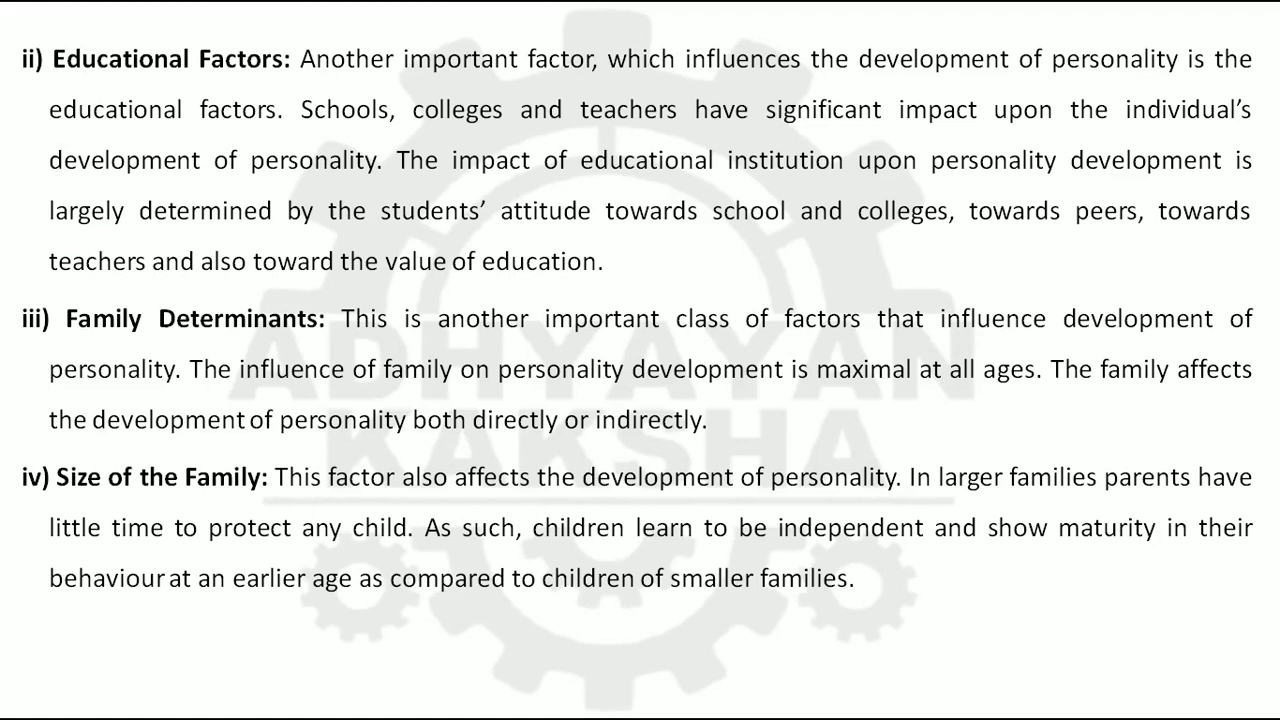 ii) Educational Factors: Another important factor, which influences the development of personality is the
educational factors. Schools, colleges and teachers have significant impact upon the individual’s
development of personality. The impact of educational institution upon personality development is
largely determined by the students’ attitude towards school and colleges, towards peers, towards
teachers and also toward the value of education.
iii) Family Determinants: This is another important class of factors that influence development of
personality. The influence of family on personality development is maximal at all ages. The family affects
the development of personality both directly or indirectly.
iv) Size of the Family: This factor also affects the development of personality. In larger families parents have
little time to protect any child. As such, children learn to be independent and show maturity in their
behaviour at an earlier age as compared to children of smaller families.
ADHYAYAN
KAKSHA